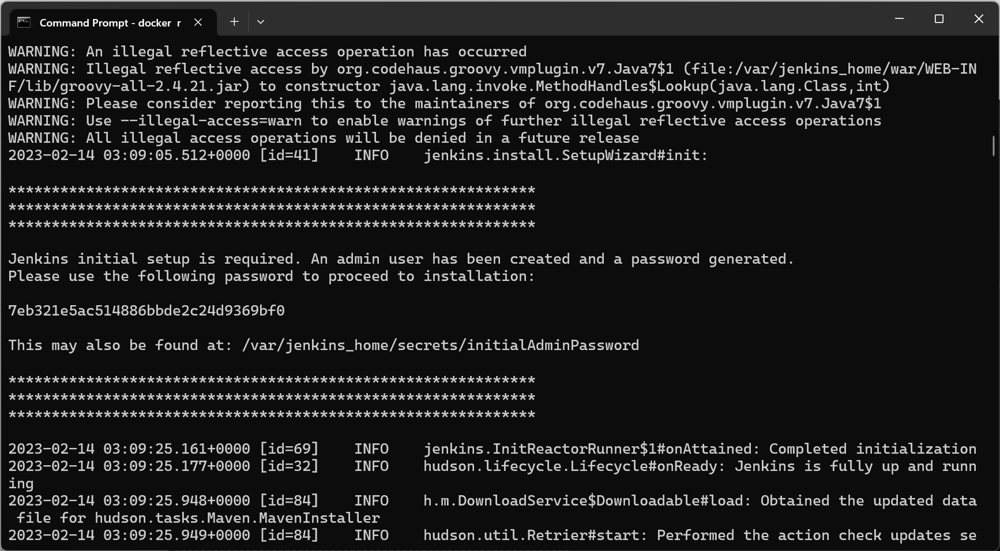 Command Prompt - docker  r
WARNING: An illegal reflective access operation has occurred
WARNING: Illegal reflective access by org.codehaus.groovy.vmplugin.v7.Java7$1 (file:/var/jenkins_home/war/WEB-IN
F/lib/groovy-all-2.4.21.jar) to constructor java.lang.invoke.MethodHandles$Lookup(java.lang.Class,int)
WARNING: Please consider reporting this to the maintainers of org.codehaus.groovy.vmplugin.v7.Java7$1
WARNING: Use --illegal-access=warn to enable warnings of further illegal reflective access operations
WARNING: All illegal access operations will be denied in a future release
2023-02-14 03:09:05.512+0000 [id=41]    INFO    jenkins.install.SetupWizard#init:
*************************************************************
*************************************************************
*************************************************************
Jenkins initial setup is required. An admin user has been created and a password generated.
Please use the following password to proceed to installation:
7eb321e5ac514886bbde2c24d9369bf0
This may also be found at: /var/jenkins_home/secrets/initialAdminPassword
*************************************************************
*************************************************************
*************************************************************
2023-02-14 03:09:25.161+0000 [id=69]    INFO    jenkins.InitReactorRunner$1#onAttained: Completed initialization
2023-02-14 03:09:25.177+0000 [id=32]    INFO    hudson.lifecycle.Lifecycle#onReady: Jenkins is fully up and runn
ing
2023-02-14 03:09:25.948+0000 [id=84]    INFO    h.m.DownloadService$Downloadable#load: Obtained the updated data
 file for hudson.tasks.Maven.MavenInstaller
2023-02-14 03:09:25.949+0000 [id=84]    INFO    hudson.util.Retrier#start: Performed the action check updates se